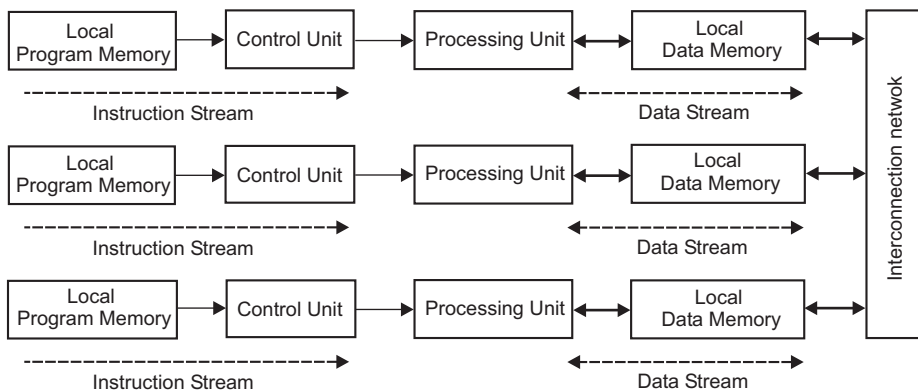 Local
Program Memory
Control Unit
Processing Unit
Local
Data Memory
Instruction Stream
Data Stream
Local
Program Memory
Control Unit
Processing Unit
Local
Data Memory
Instruction Stream
Data Stream
Local
Program Memory
Control Unit
Processing Unit
Local
Data Memory
Instruction Stream
Data Stream
Interconnection netwok